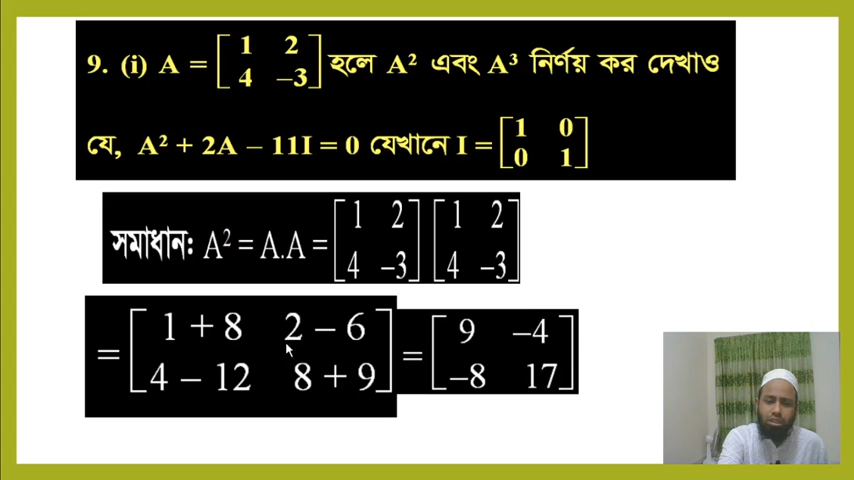 9. (i) A = [1 2; 4 –3] হলে A² এবং A³ নির্ণয় কর দেখাও
যে, A² + 2A – 11I = 0 যেখানে I = [1 0; 0 1]
সমাধানঃ A² = A.A = [1 2; 4 –3] [1 2; 4 –3]
= [1 + 8 2 – 6; 4 – 12 8 + 9] = [9 –4; –8 17]